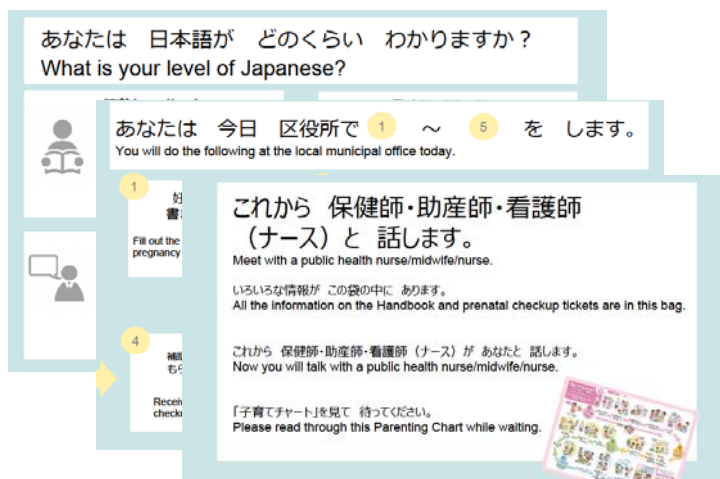 あなたは 日本語が どのくらい わかりますか？
What is your level of Japanese?
あなたは 今日 区役所で 1 ～ 5 を します。
You will do the following at the local municipal office today.
1
書
Fill out the
pregnancy
4
補
もら
Receiv
check
これから 保健師・助産師・看護師
（ナース）と 話します。
Meet with a public health nurse/midwife/nurse.
いろいろな情報が この袋の中に あります。
All the information on the Handbook and prenatal checkup tickets are in this bag.
これから 保健師・助産師・看護師（ナース）が あなたと 話します。
Now you will talk with a public health nurse/midwife/nurse.
「子育てチャート」を見て 待ってください。
Please read through this Parenting Chart while waiting.